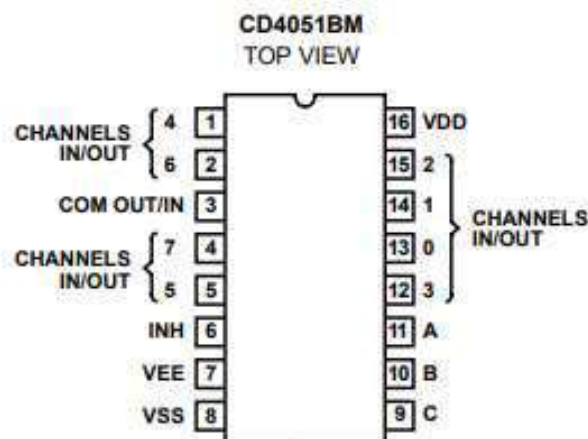 CD4051BM
TOP VIEW
CHANNELS IN/OUT { 4 1
6 2
COM OUT/IN 3
CHANNELS IN/OUT { 7 4
5 5
INH 6
VEE 7
VSS 8
16 VDD
15 2
14 1
13 0
12 3
} CHANNELS IN/OUT
11 A
10 B
9 C